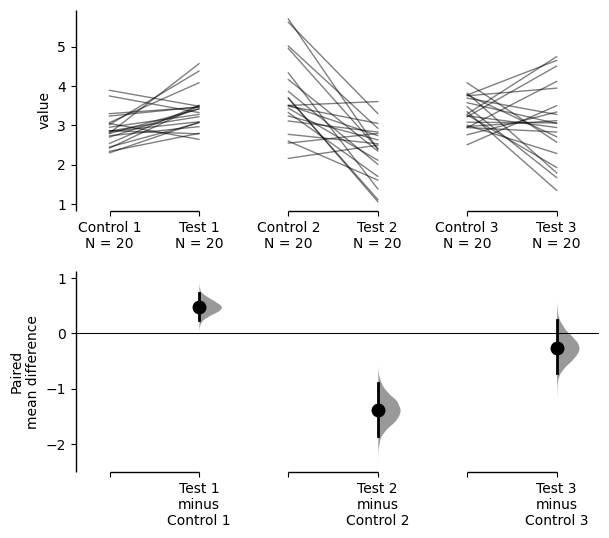 5
4
3
2
1
value
Control 1
N = 20
Test 1
N = 20
Control 2
N = 20
Test 2
N = 20
Control 3
N = 20
Test 3
N = 20
1
0
−1
−2
Paired
mean difference
Test 1
minus
Control 1
Test 2
minus
Control 2
Test 3
minus
Control 3